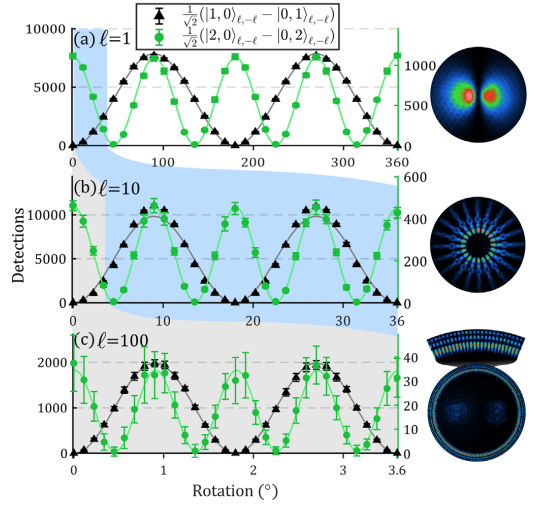 1/√2 (|1,0⟩ℓ,−ℓ − |0,1⟩ℓ,−ℓ)
1/√2 (|2,0⟩ℓ,−ℓ − |0,2⟩ℓ,−ℓ)
(a) ℓ=1
10000
5000
0
1000
500
0
0 100 200 300 360
(b) ℓ=10
10000
5000
0
600
400
200
0
0 10 20 30 36
(c) ℓ=100
2000
1000
0
40
30
20
10
0
0 1 2 3 3.6
Detections
Rotation (°)